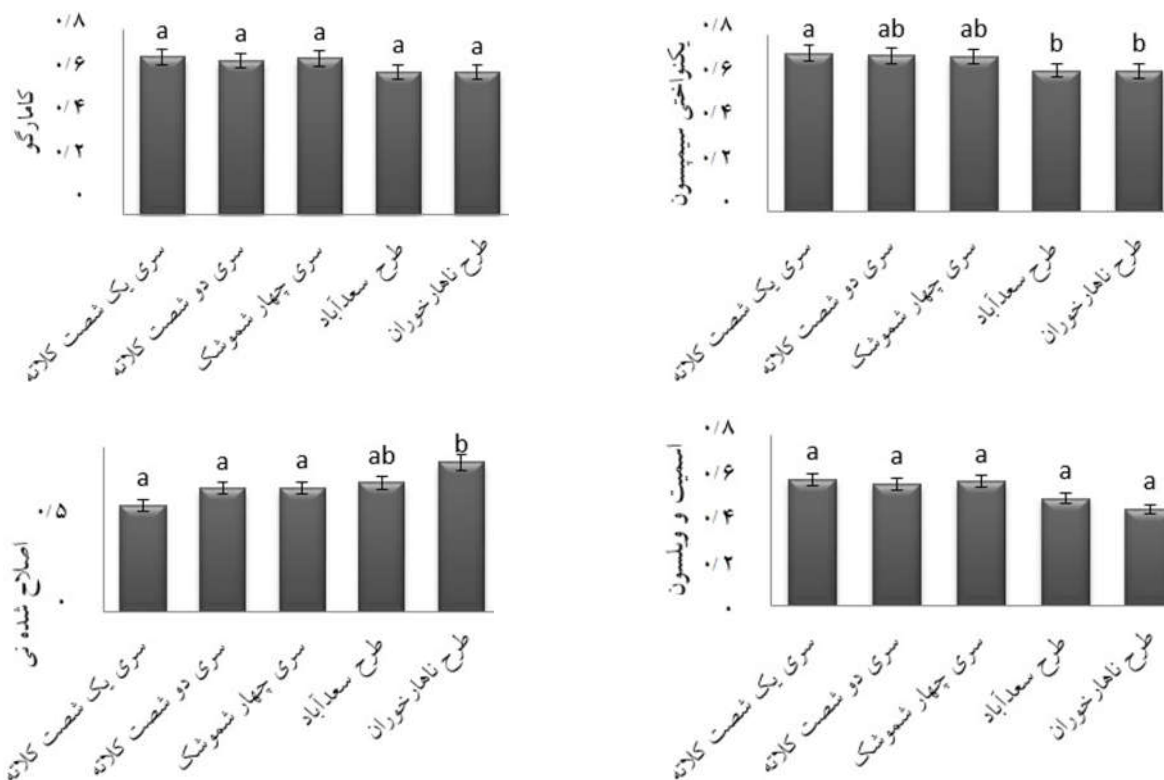 کامارگو
۰/۸
۰/۶
۰/۴
۰/۲
۰
a a a a a
سری یک شصت کلاته
سری دو شصت کلاته
سری چهار شموشک
طرح سعدآباد
طرح ناهارخوران
یکنواختی سیمپسون
۰/۸
۰/۶
۰/۴
۰/۲
۰
a ab ab b b
سری یک شصت کلاته
سری دو شصت کلاته
سری چهار شموشک
طرح سعدآباد
طرح ناهارخوران
اصلاح شده نی
۰/۵
۰
a a a ab b
سری یک شصت کلاته
سری دو شصت کلاته
سری چهار شموشک
طرح سعدآباد
طرح ناهارخوران
اسمیت و ویلسون
۰/۸
۰/۶
۰/۴
۰/۲
۰
a a a a a
سری یک شصت کلاته
سری دو شصت کلاته
سری چهار شموشک
طرح سعدآباد
طرح ناهارخوران